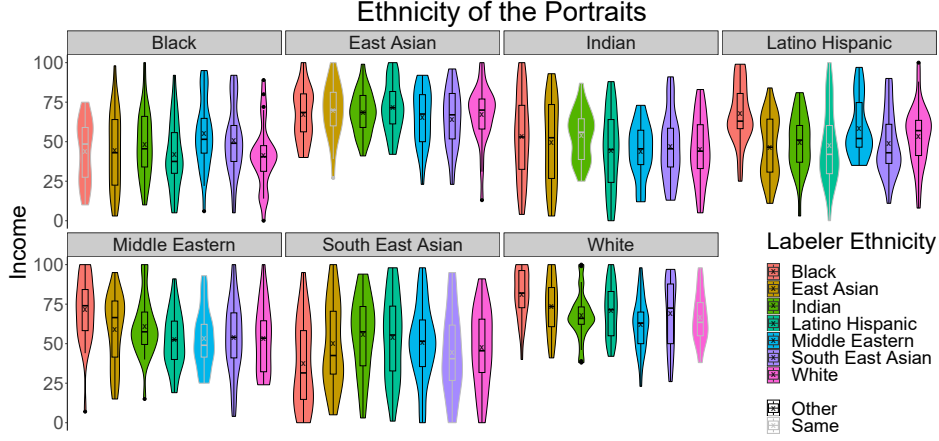 Ethnicity of the Portraits
Black
East Asian
Indian
Latino Hispanic
100
75
50
25
0
Income
Middle Eastern
South East Asian
White
100
75
50
25
0
Labeler Ethnicity
Black
East Asian
Indian
Latino Hispanic
Middle Eastern
South East Asian
White
Other
Same